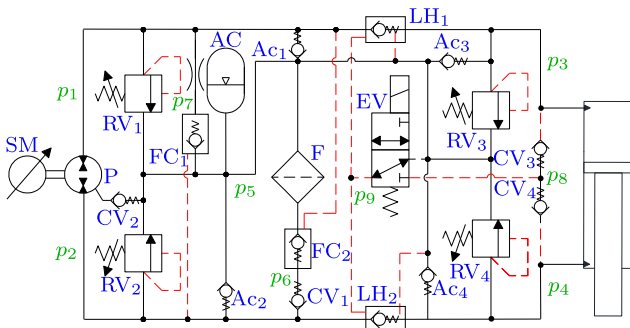 LH₁
AC
Ac₁
Ac₃
p₃
p₁
p₇
EV
RV₁
RV₃
SM
FC₁
F
CV₃
P
p₅
p₉
CV₄
p₈
CV₂
p₂
FC₂
p₆
RV₂
RV₄
Ac₂
CV₁
LH₂
Ac₄
p₄